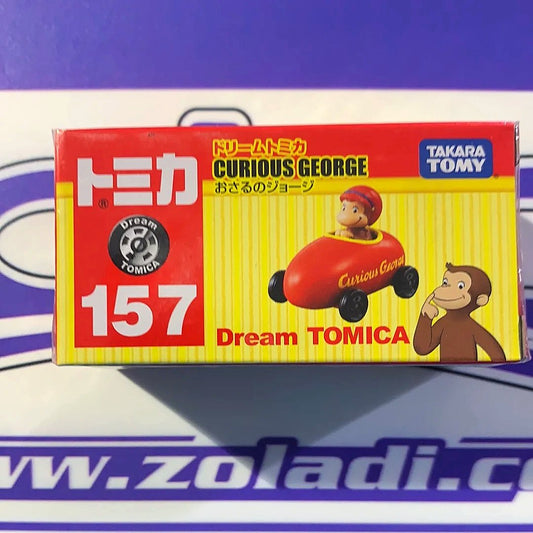 トミカ
®
Dream
TOMICA
157
ドリームトミカ
CURIOUS GEORGE
おさるのジョージ
TAKARA
TOMY
Curious George
Dream TOMICA
www.zoladi.co